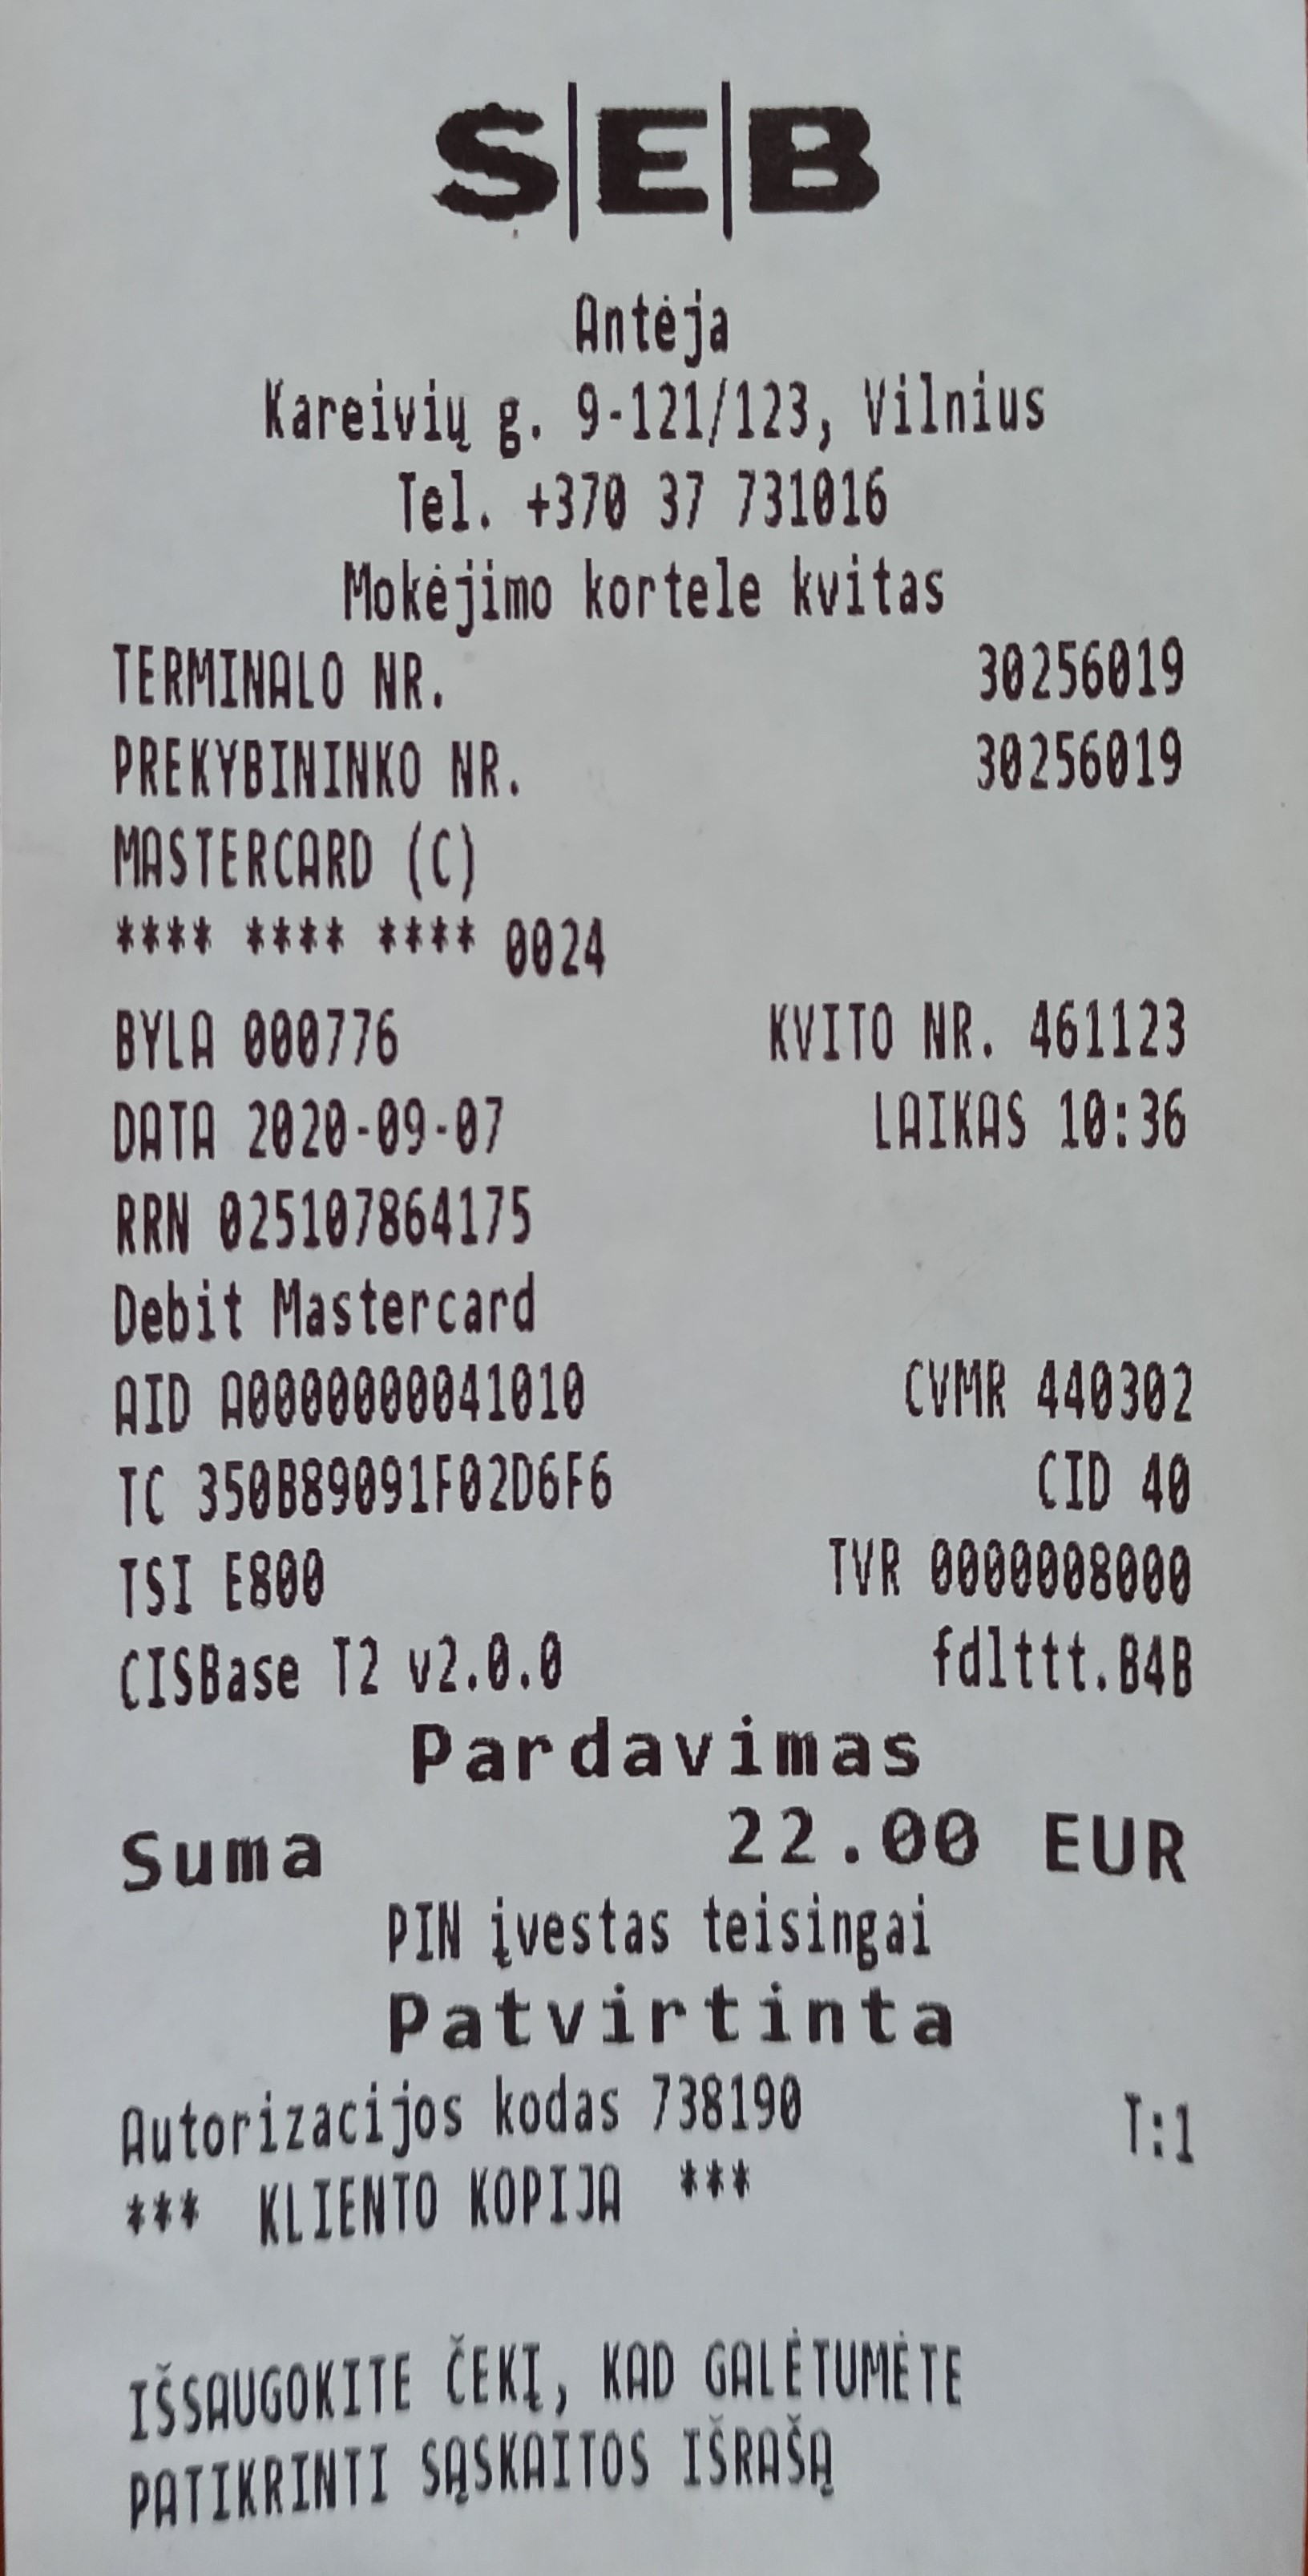 S|E|B
Antėja
Kareivių g. 9-121/123, Vilnius
Tel. +370 37 731016
Mokėjimo kortele kvitas
TERMINALO NR. 30256019
PREKYBININKO NR. 30256019
MASTERCARD (C)
**** **** **** 0024
BYLA 000776 KVITO NR. 461123
DATA 2020-09-07 LAIKAS 10:36
RRN 025107864175
Debit Mastercard
AID A0000000041010 CVMR 440302
TC 350B89091F02D6F6 CID 40
TSI E800 TVR 0000008000
CISBase T2 v2.0.0 fdlttt.B4B
Pardavimas
Suma 22.00 EUR
PIN įvestas teisingai
Patvirtinta
Autorizacijos kodas 738190 T:1
*** KLIENTO KOPIJA ***
IŠSAUGOKITE ČEKĮ, KAD GALĖTUMĖTE
PATIKRINTI SĄSKAITOS IŠRAŠĄ